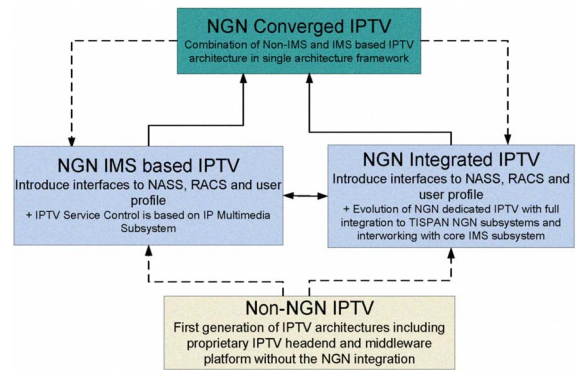 NGN Converged IPTV
Combination of Non-IMS and IMS based IPTV
architecture in single architecture framework
NGN IMS based IPTV
Introduce interfaces to NASS, RACS and user
profile
+ IPTV Service Control is based on IP Multimedia
Subsystem
NGN Integrated IPTV
Introduce interfaces to NASS, RACS and
user profile
+ Evolution of NGN dedicated IPTV with full
integration to TISPAN NGN subsystems and
interworking with core IMS subsystem
Non-NGN IPTV
First generation of IPTV architectures including
proprietary IPTV headend and middleware
platform without the NGN integration